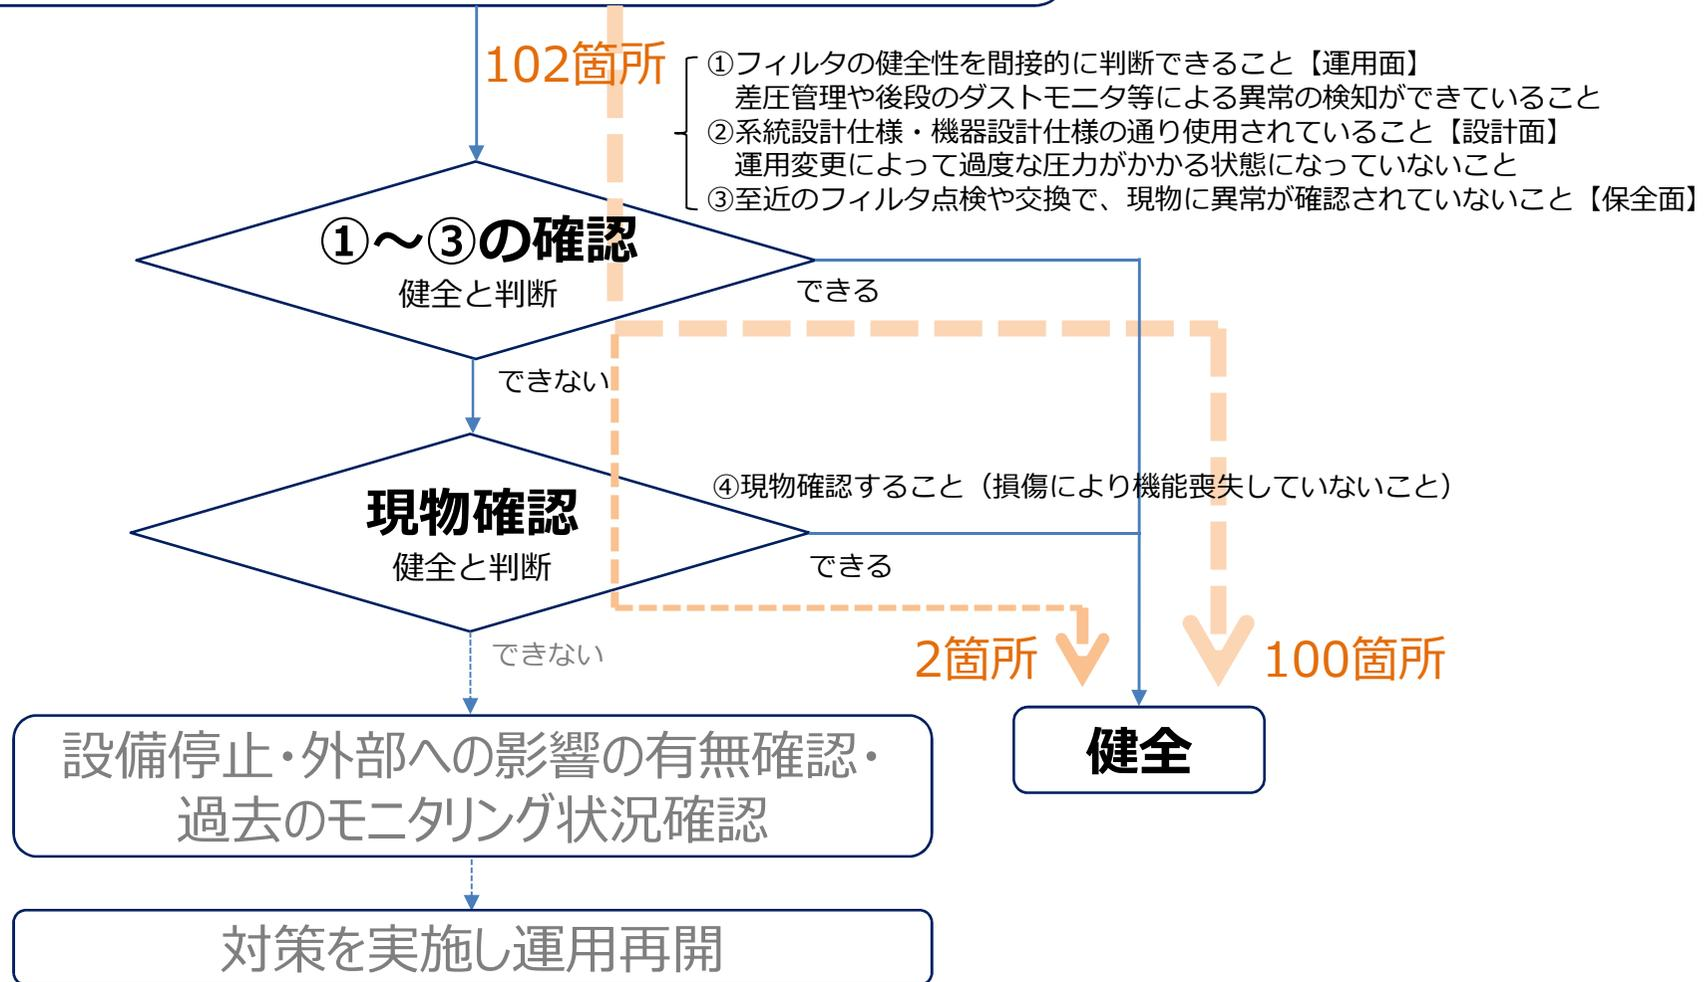 102箇所
①フィルタの健全性を間接的に判断できること【運用面】
差圧管理や後段のダストモニタ等による異常の検知ができていること
②系統設計仕様・機器設計仕様の通り使用されていること【設計面】
運用変更によって過度な圧力がかかる状態になっていないこと
③至近のフィルタ点検や交換で、現物に異常が確認されていないこと【保全面】
①～③の確認
健全と判断
できる
できない
④現物確認すること（損傷により機能喪失していないこと）
現物確認
健全と判断
できる
できない
2箇所
100箇所
設備停止・外部への影響の有無確認・
過去のモニタリング状況確認
健全
対策を実施し運用再開